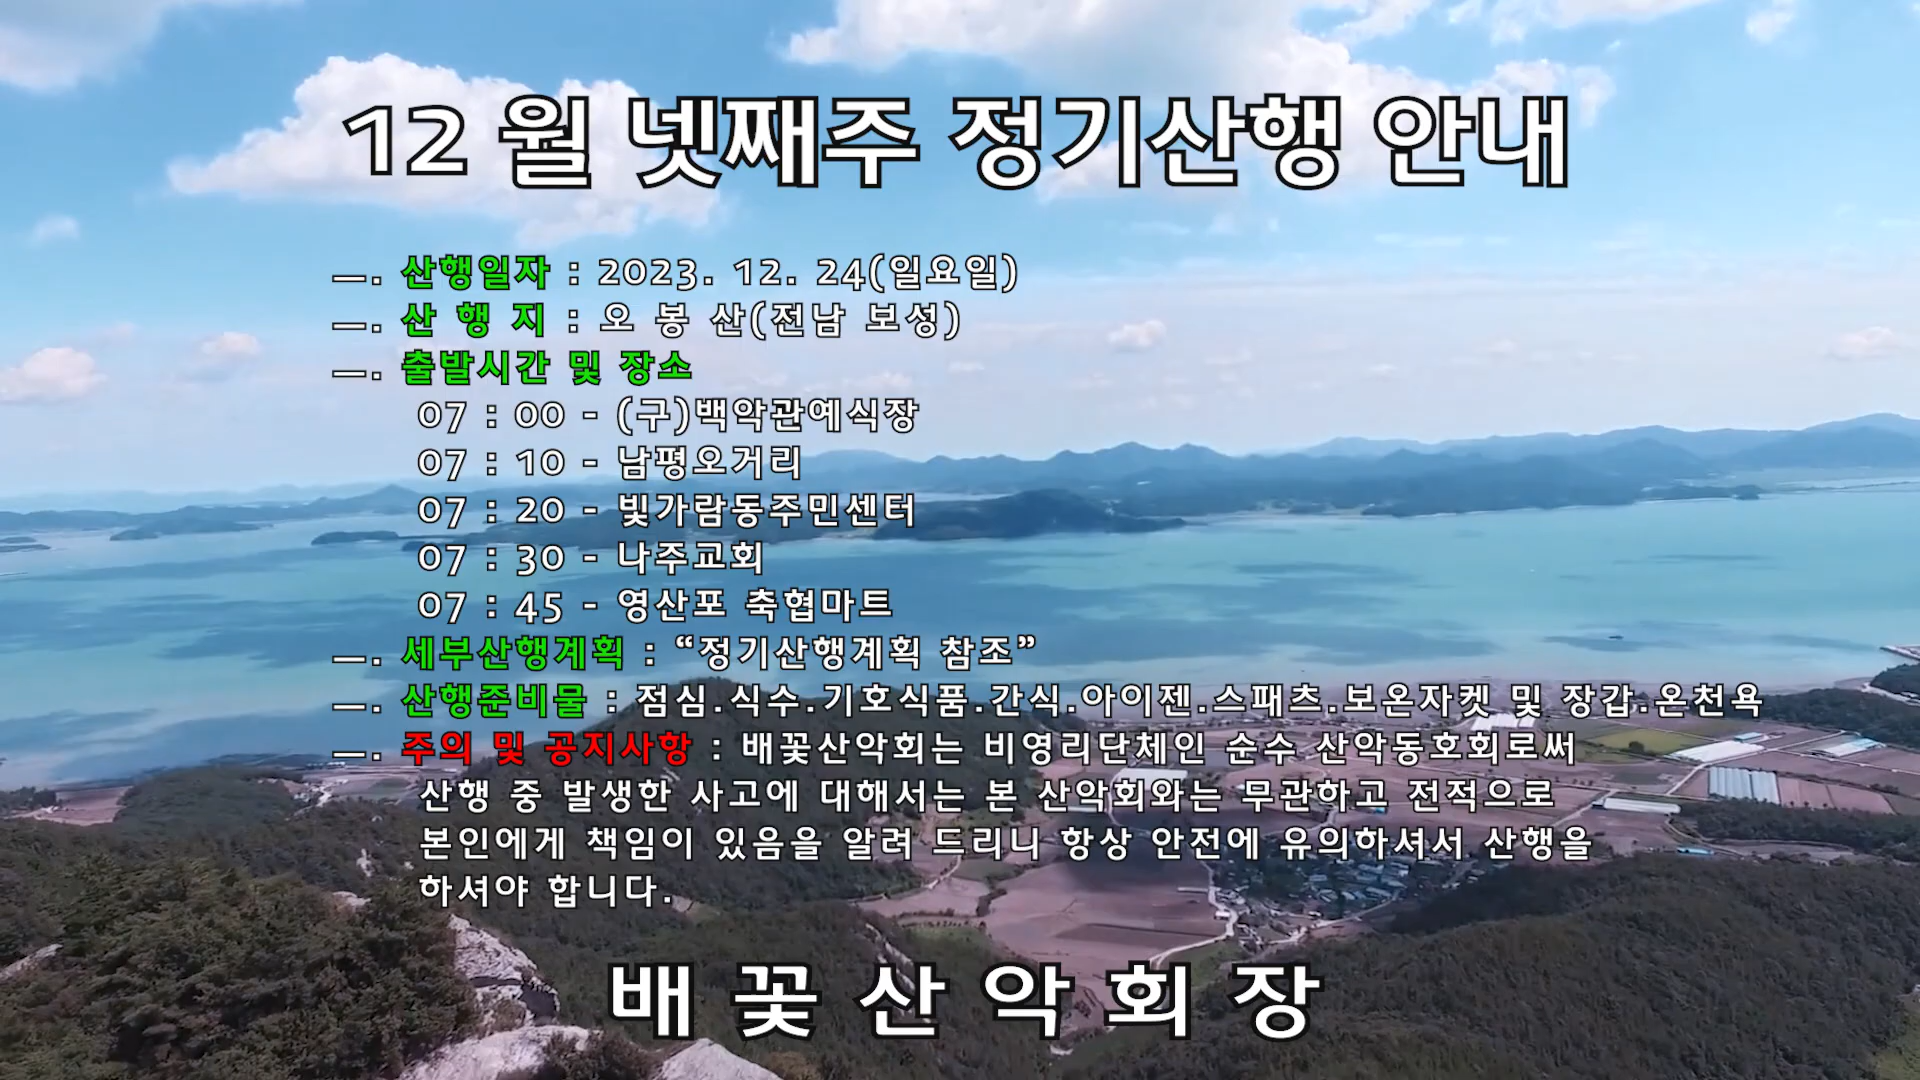 12 월 넷째주 정기산행 안내
ㅡ. 산행일자 : 2023. 12. 24(일요일)
ㅡ. 산 행 지 : 오 봉 산(전남 보성)
ㅡ. 출발시간 및 장소
07 : 00 - (구)백악관예식장
07 : 10 - 남평오거리
07 : 20 - 빛가람동주민센터
07 : 30 - 나주교회
07 : 45 - 영산포 축협마트
ㅡ. 세부산행계획 : “정기산행계획 참조”
ㅡ. 산행준비물 : 점심.식수.기호식품.간식.아이젠.스패츠.보온자켓 및 장갑.온천욕
ㅡ. 주의 및 공지사항 : 배꽃산악회는 비영리단체인 순수 산악동호회로써
산행 중 발생한 사고에 대해서는 본 산악회와는 무관하고 전적으로
본인에게 책임이 있음을 알려 드리니 항상 안전에 유의하셔서 산행을
하셔야 합니다.
배 꽃 산 악 회 장